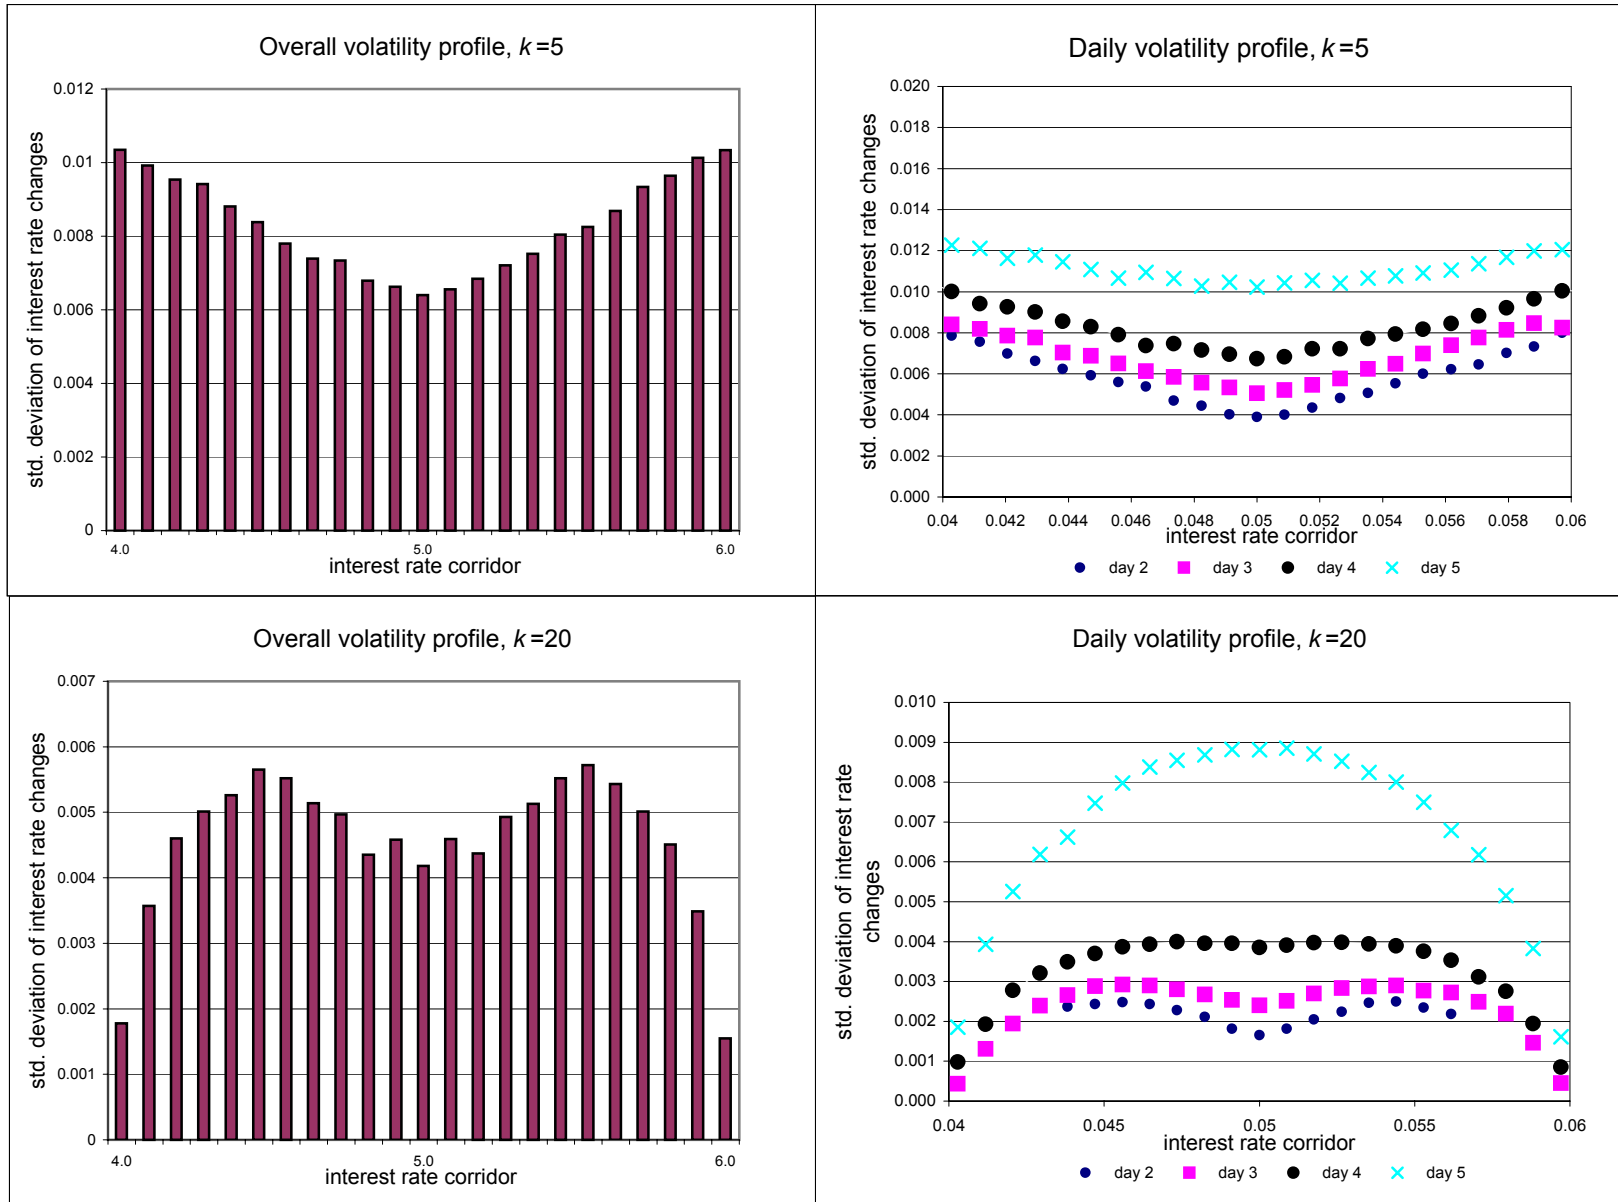 Overall volatility profile, k=5
std. deviation of interest rate changes
0.012
0.01
0.008
0.006
0.004
0.002
0
4.0 5.0 6.0
interest rate corridor
Daily volatility profile, k=5
std. deviation of interest rate changes
0.020
0.018
0.016
0.014
0.012
0.010
0.008
0.006
0.004
0.002
0.000
0.04 0.042 0.044 0.046 0.048 0.05 0.052 0.054 0.056 0.058 0.06
interest rate corridor
day 2 day 3 day 4 day 5
Overall volatility profile, k=20
std. deviation of interest rate changes
0.007
0.006
0.005
0.004
0.003
0.002
0.001
0
4.0 5.0 6.0
interest rate corridor
Daily volatility profile, k=20
std. deviation of interest rate
changes
0.010
0.009
0.008
0.007
0.006
0.005
0.004
0.003
0.002
0.001
0.000
0.04 0.045 0.05 0.055 0.06
interest rate corridor
day 2 day 3 day 4 day 5